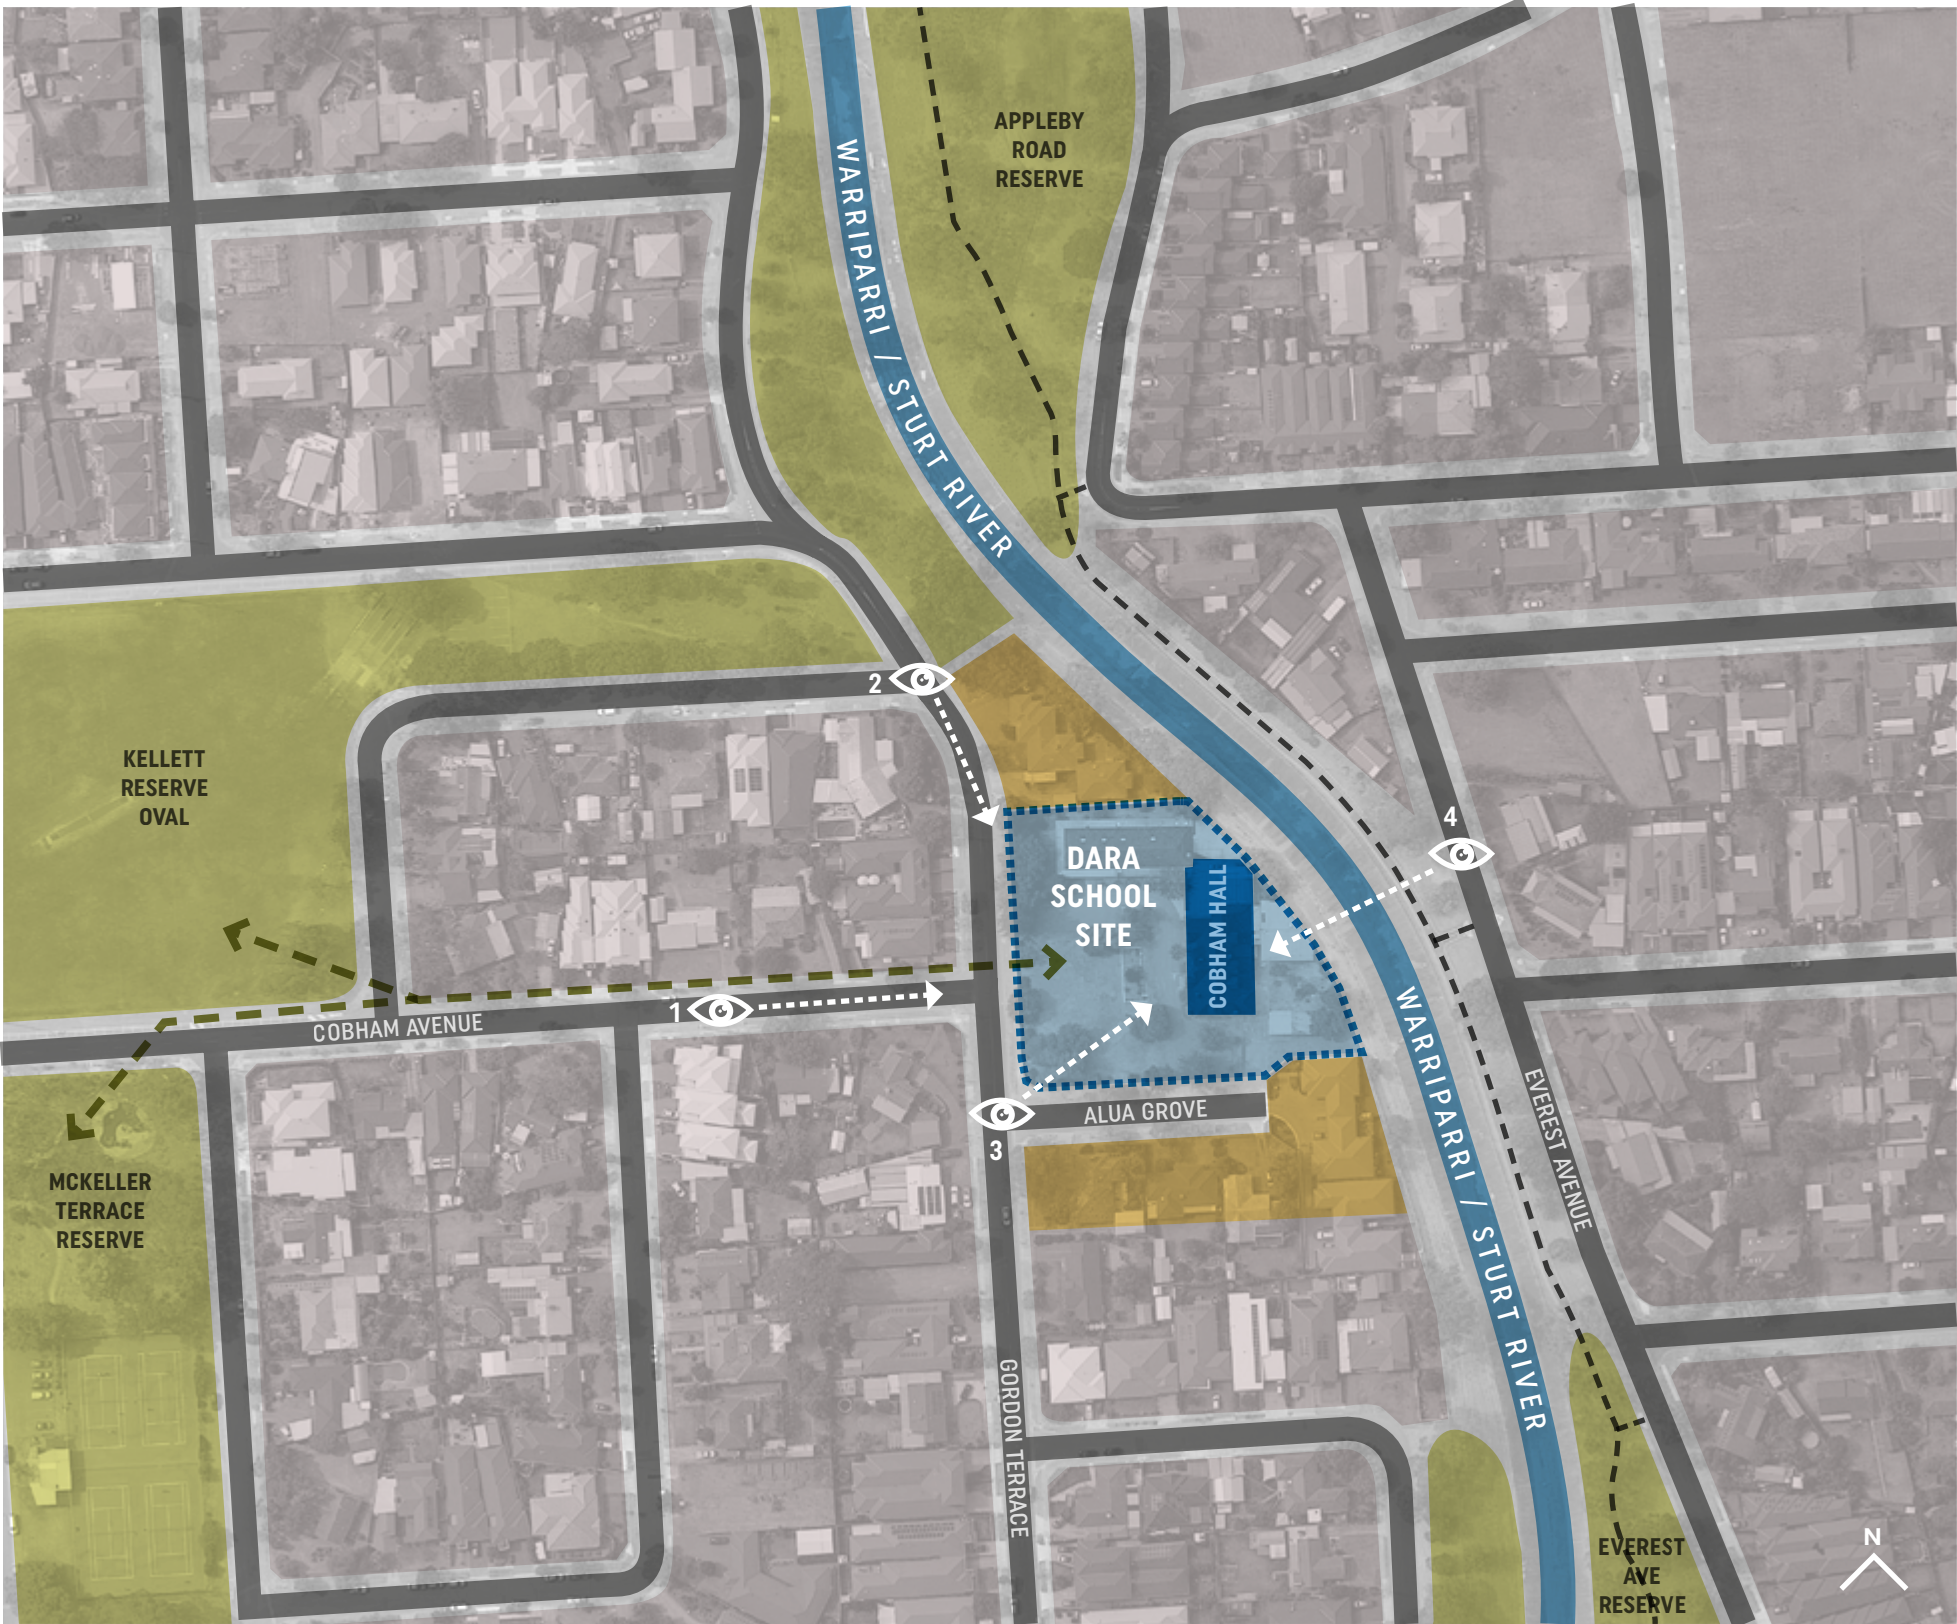 APPLEBY
ROAD
RESERVE
WARRIPARRI / STURT RIVER
2
KELLETT
RESERVE
OVAL
4
DARA
SCHOOL
SITE
COBHAM HALL
1
COBHAM AVENUE
WARRIPARRI / STURT RIVER
EVEREST AVENUE
ALUA GROVE
3
MCKELLER
TERRACE
RESERVE
GORDON TERRACE
EVEREST
AVE
RESERVE
N